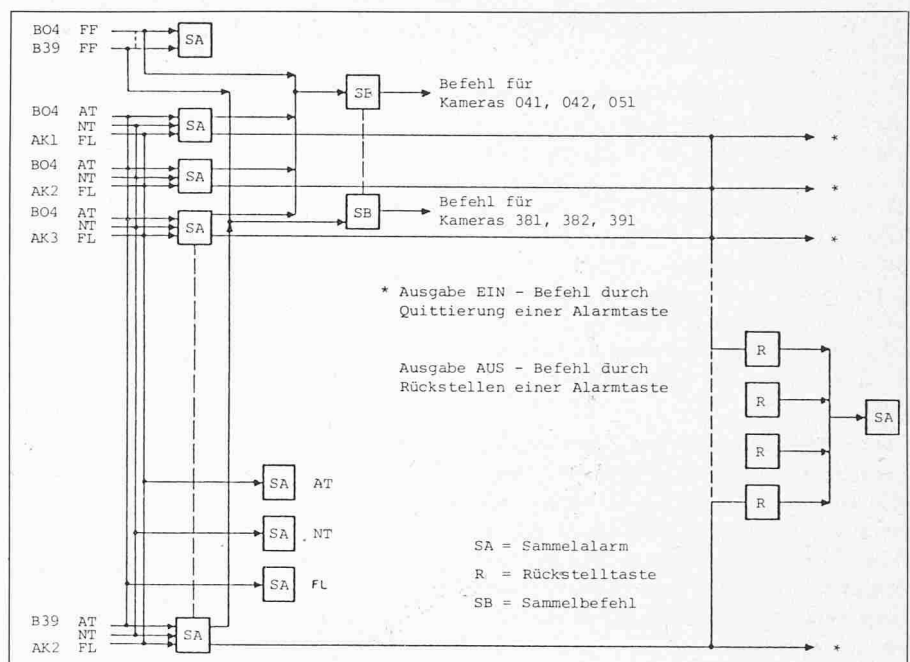 BO4 FF
B39 FF
SA
SB
Befehl für
Kameras 041, 042, 051
BO4 AT
NT
AK1 FL
SA
*
BO4 AT
NT
AK2 FL
SA
*
BO4 AT
NT
AK3 FL
SA
SB
Befehl für
Kameras 381, 382, 391
*
* Ausgabe EIN - Befehl durch
Quittierung einer Alarmtaste
Ausgabe AUS - Befehl durch
Rückstellen einer Alarmtaste
R
R
R
R
SA
SA AT
SA NT
SA FL
SA = Sammelalarm
R = Rückstelltaste
SB = Sammelbefehl
B39 AT
NT
AK2 FL
SA
*